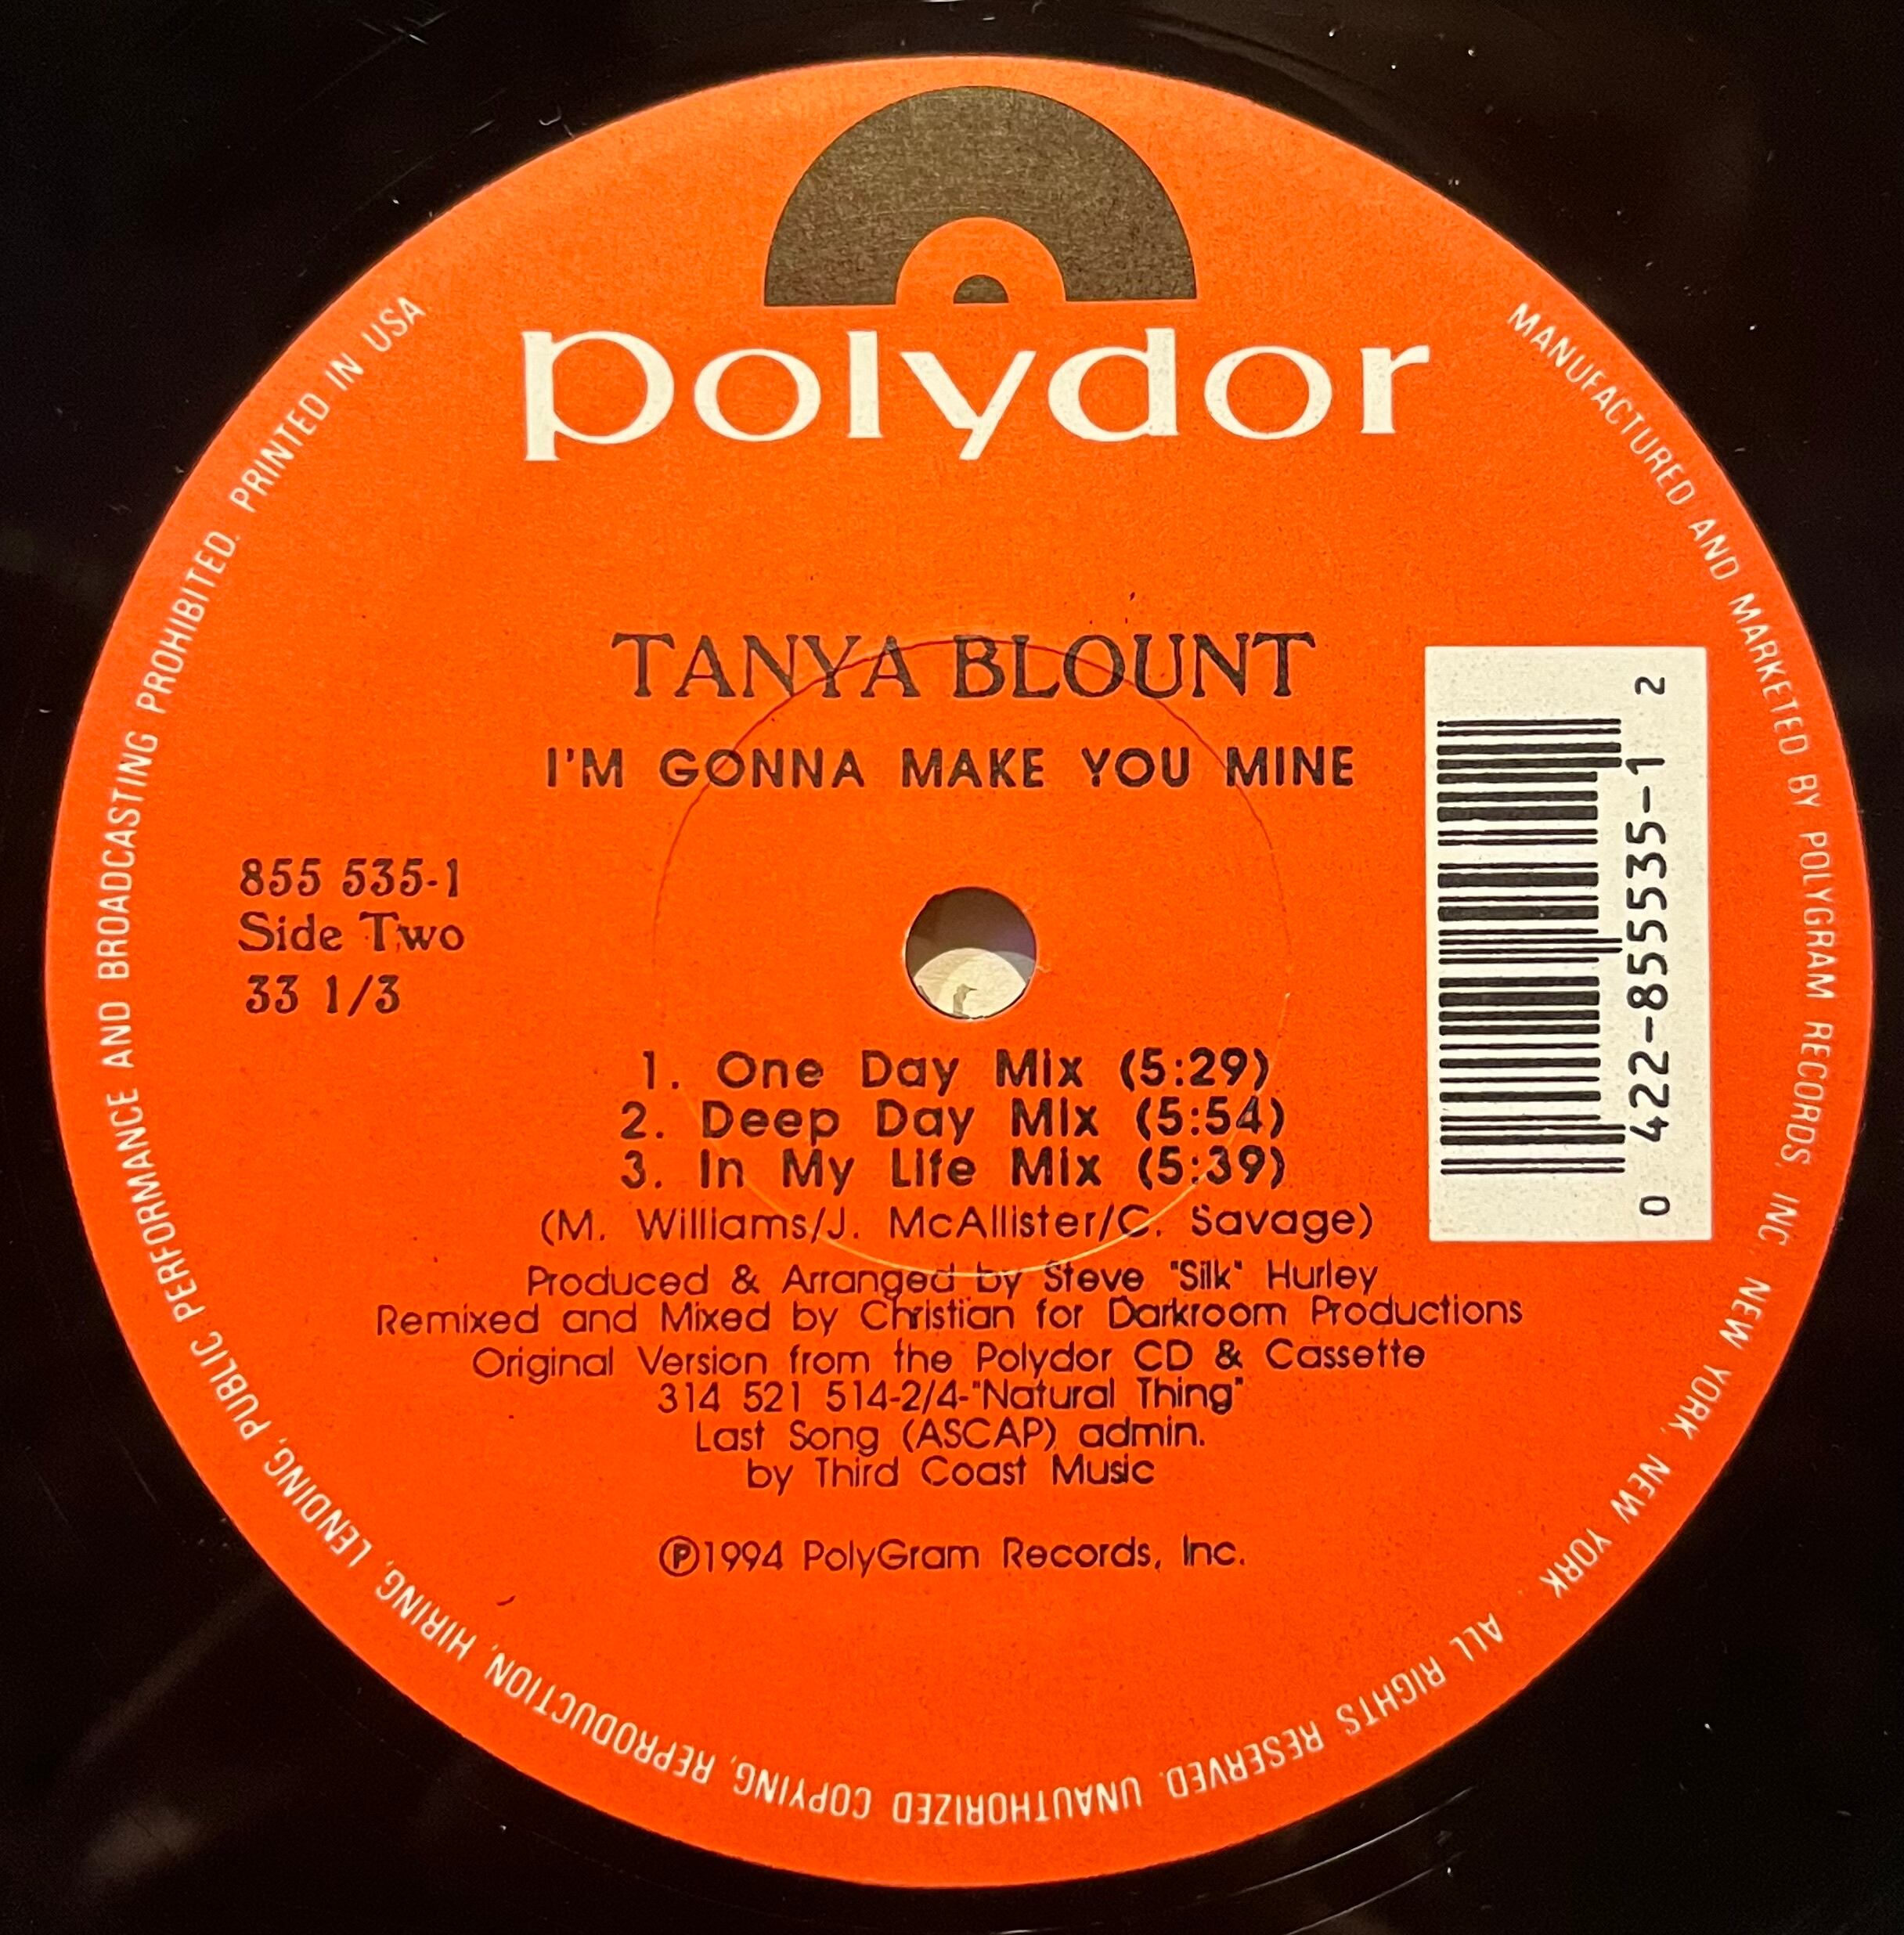 polydor
TANYA BLOUNT
I'M GONNA MAKE YOU MINE
855 535-1
Side Two
33 1/3
1. One Day Mix (5:29)
2. Deep Day Mix (5:54)
3. In My Life Mix (5:39)
(M. Williams/J. McAllister/C. Savage)
Produced & Arranged by Steve "Silk" Hurley
Remixed and Mixed by Christian for Darkroom Productions
Original Version from the Polydor CD & Cassette
314 521 514-2/4-"Natural Thing"
Last Song (ASCAP) admin.
by Third Coast Music
℗1994 PolyGram Records, Inc.
0 422-855535-1 2
MANUFACTURED AND MARKETED BY POLYGRAM RECORDS, INC. NEW YORK, NEW YORK. ALL RIGHTS RESERVED. UNAUTHORIZED COPYING, REPRODUCTION, HIRING, LENDING, PUBLIC PERFORMANCE AND BROADCASTING PROHIBITED. PRINTED IN USA